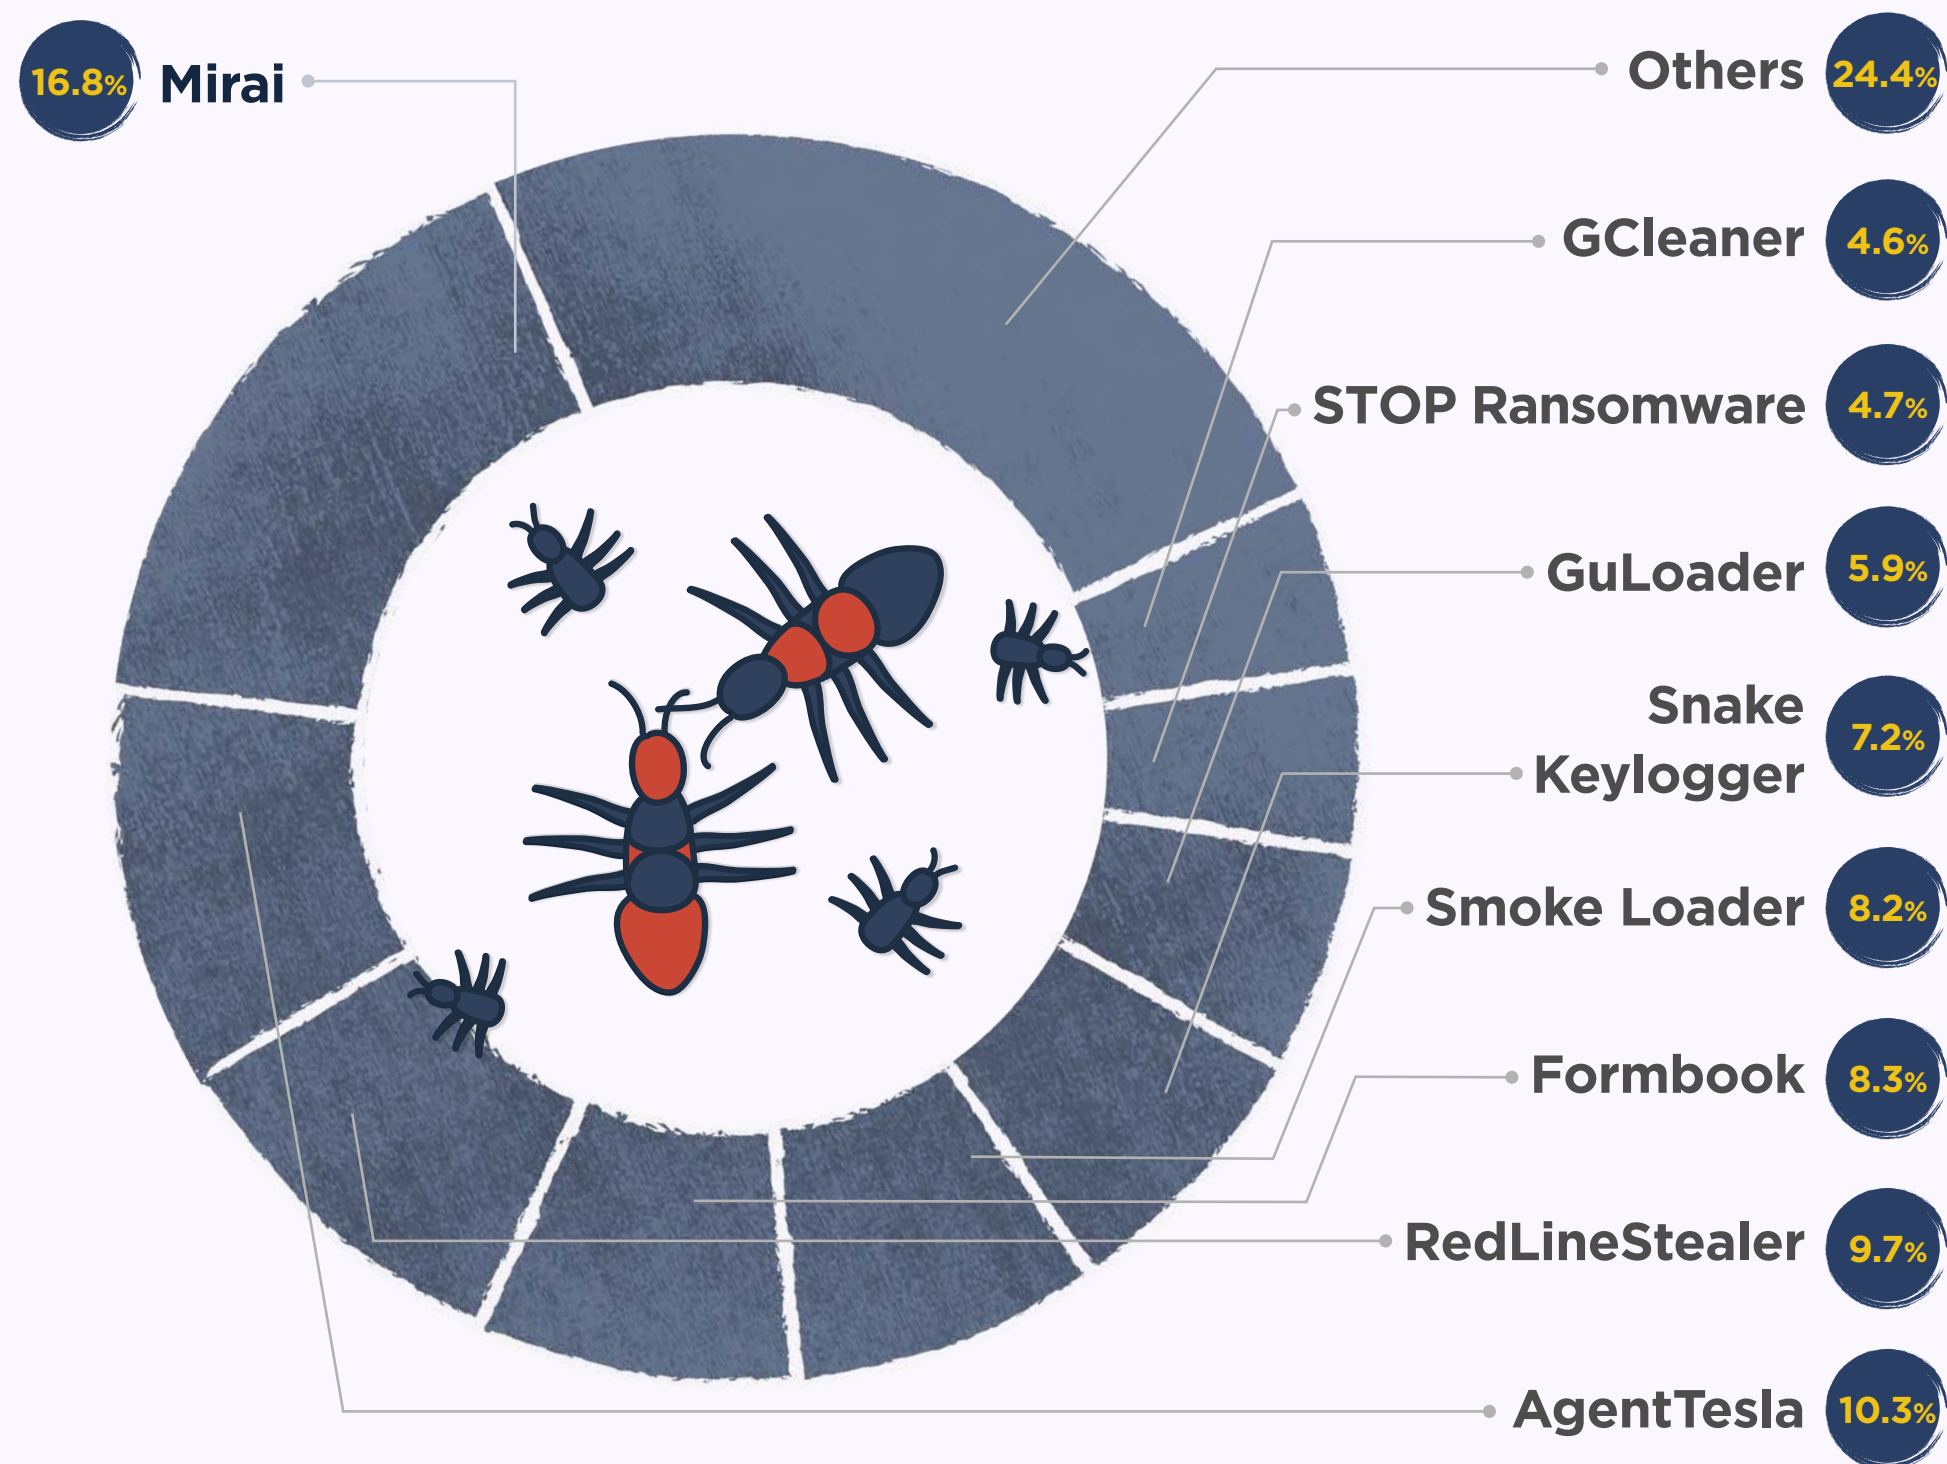 16.8% Mirai
Others 24.4%
GCleaner 4.6%
STOP Ransomware 4.7%
GuLoader 5.9%
Snake
Keylogger 7.2%
Smoke Loader 8.2%
Formbook 8.3%
RedLineStealer 9.7%
AgentTesla 10.3%